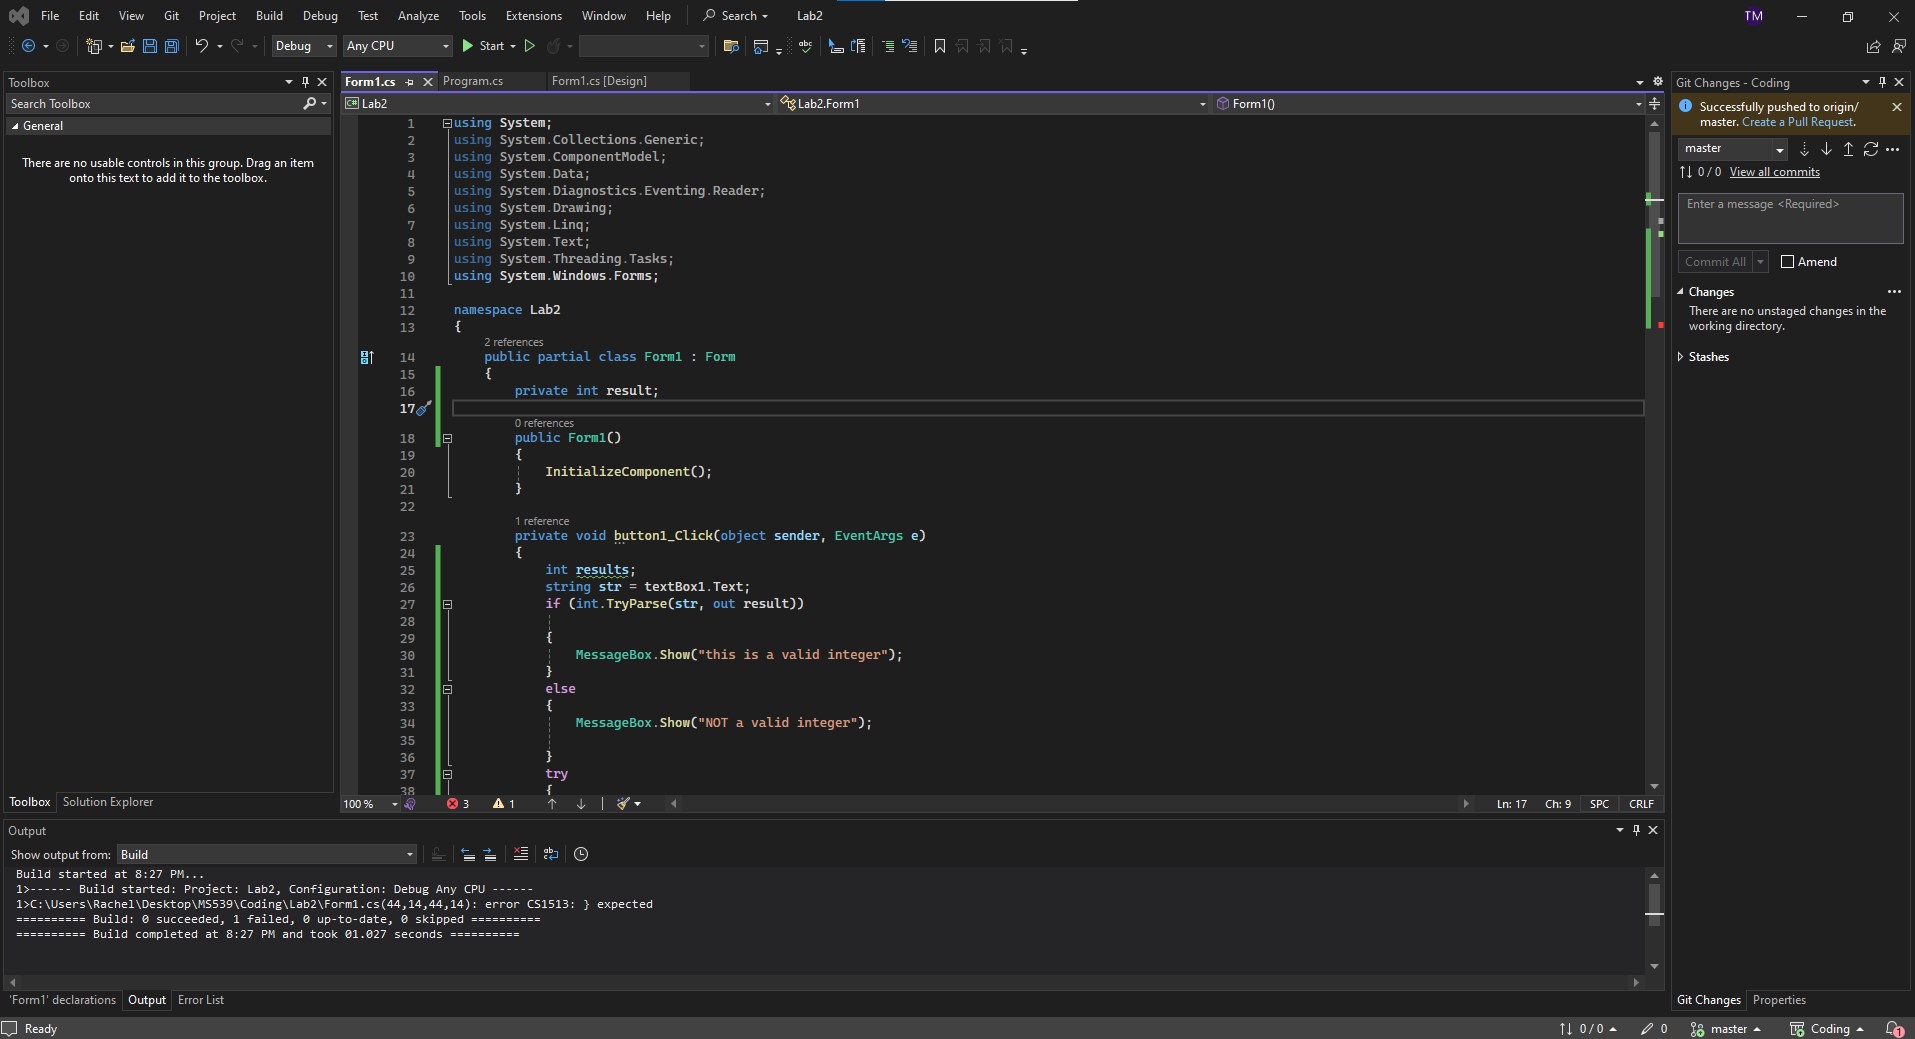 File Edit View Git Project Build Debug Test Analyze Tools Extensions Window Help Search Lab2 TM
Debug Any CPU Start
Toolbox
Search Toolbox
General
There are no usable controls in this group. Drag an item
onto this text to add it to the toolbox.
Toolbox Solution Explorer
Form1.cs Program.cs Form1.cs [Design]
C# Lab2 Lab2.Form1 Form1()
1 using System;
2 using System.Collections.Generic;
3 using System.ComponentModel;
4 using System.Data;
5 using System.Diagnostics.Eventing.Reader;
6 using System.Drawing;
7 using System.Linq;
8 using System.Text;
9 using System.Threading.Tasks;
10 using System.Windows.Forms;
11
12 namespace Lab2
13 {
2 references
14 public partial class Form1 : Form
15 {
16 private int result;
17
0 references
18 public Form1()
19 {
20 InitializeComponent();
21 }
22
1 reference
23 private void button1_Click(object sender, EventArgs e)
24 {
25 int results;
26 string str = textBox1.Text;
27 if (int.TryParse(str, out result))
28
29 {
30 MessageBox.Show("this is a valid integer");
31 }
32 else
33 {
34 MessageBox.Show("NOT a valid integer");
35
36 }
37 try
38 {
100 % 3 1 Ln: 17 Ch: 9 SPC CRLF
Output
Show output from: Build
Build started at 8:27 PM...
1>------ Build started: Project: Lab2, Configuration: Debug Any CPU ------
1>C:\Users\Rachel\Desktop\MS539\Coding\Lab2\Form1.cs(44,14,44,14): error CS1513: } expected
========== Build: 0 succeeded, 1 failed, 0 up-to-date, 0 skipped ==========
========== Build completed at 8:27 PM and took 01.027 seconds ==========
'Form1' declarations Output Error List
Git Changes - Coding
Successfully pushed to origin/
master. Create a Pull Request.
master
0 / 0 View all commits
Enter a message <Required>
Commit All Amend
Changes
There are no unstaged changes in the
working directory.
Stashes
Git Changes Properties
Ready 0 / 0 0 master Coding 1